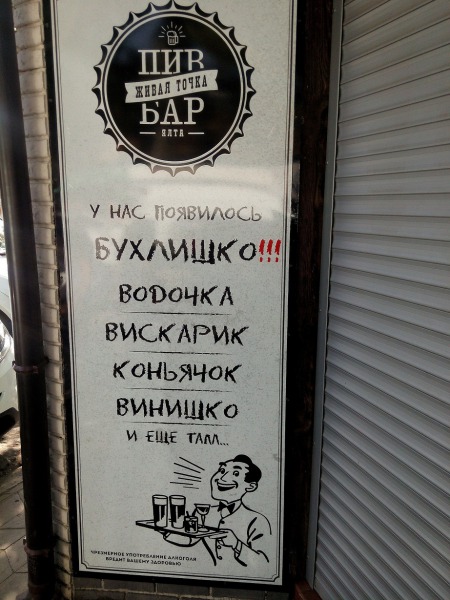 ПИВ
ЖИВАЯ ТОЧКА
БАР
ЯЛТА
У НАС ПОЯВИЛОСЬ
БУХЛИШКО!!!
ВОДОЧКА
ВИСКАРИК
КОНЬЯЧОК
ВИНИШКО
И ЕЩЕ ТАМ...
ЧРЕЗМЕРНОЕ УПОТРЕБЛЕНИЕ АЛКОГОЛЯ
ВРЕДИТ ВАШЕМУ ЗДОРОВЬЮ